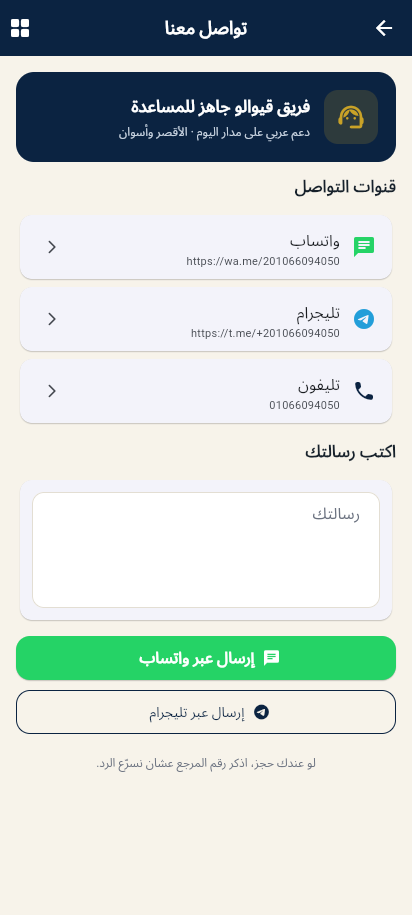 تواصل معنا
فريق قيوالو جاهز للمساعدة
دعم عربي على مدار اليوم · الأقصر وأسوان
قنوات التواصل
واتساب
https://wa.me/201066094050
تليجرام
https://t.me/+201066094050
تليفون
01066094050
اكتب رسالتك
رسالتك
إرسال عبر واتساب
إرسال عبر تليجرام
لو عندك حجز، اذكر رقم المرجع عشان نسرّع الرد.